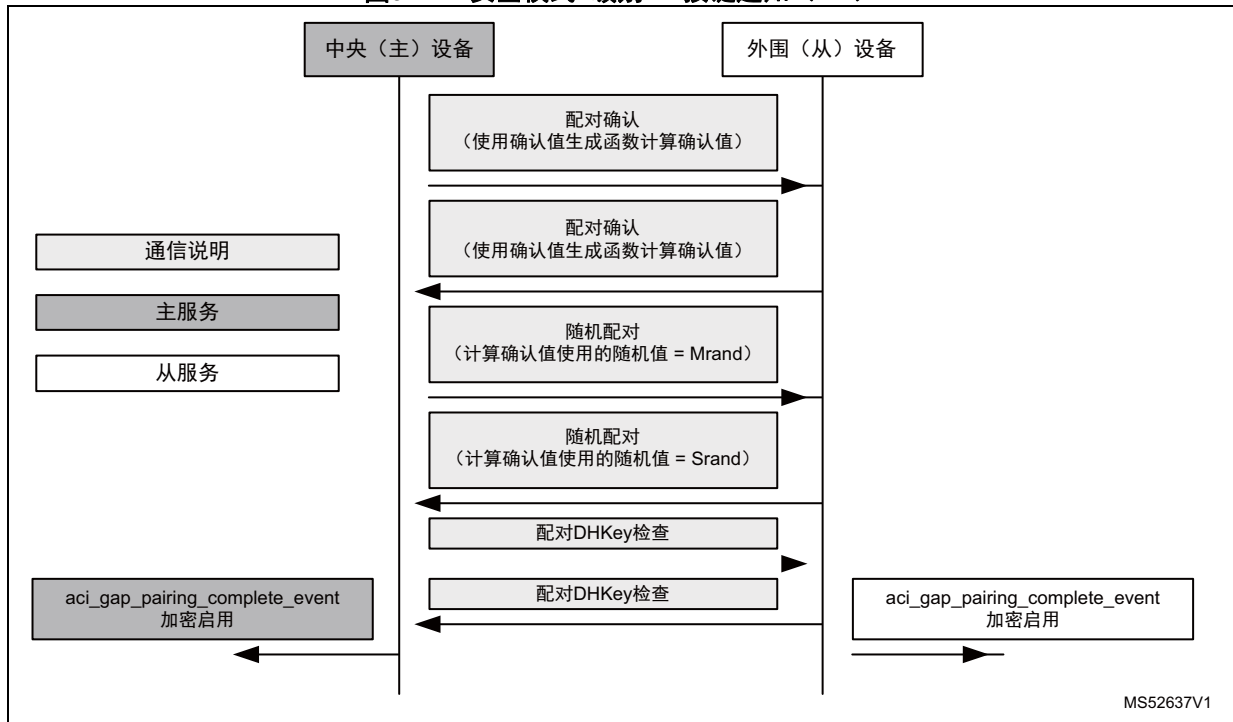 中央（主）设备
外围（从）设备
配对确认
（使用确认值生成函数计算确认值）
配对确认
（使用确认值生成函数计算确认值）
通信说明
主服务
从服务
随机配对
（计算确认值使用的随机值 = Mrand）
随机配对
（计算确认值使用的随机值 = Srand）
配对DHKey检查
配对DHKey检查
aci_gap_pairing_complete_event
加密启用
aci_gap_pairing_complete_event
加密启用
MS52637V1